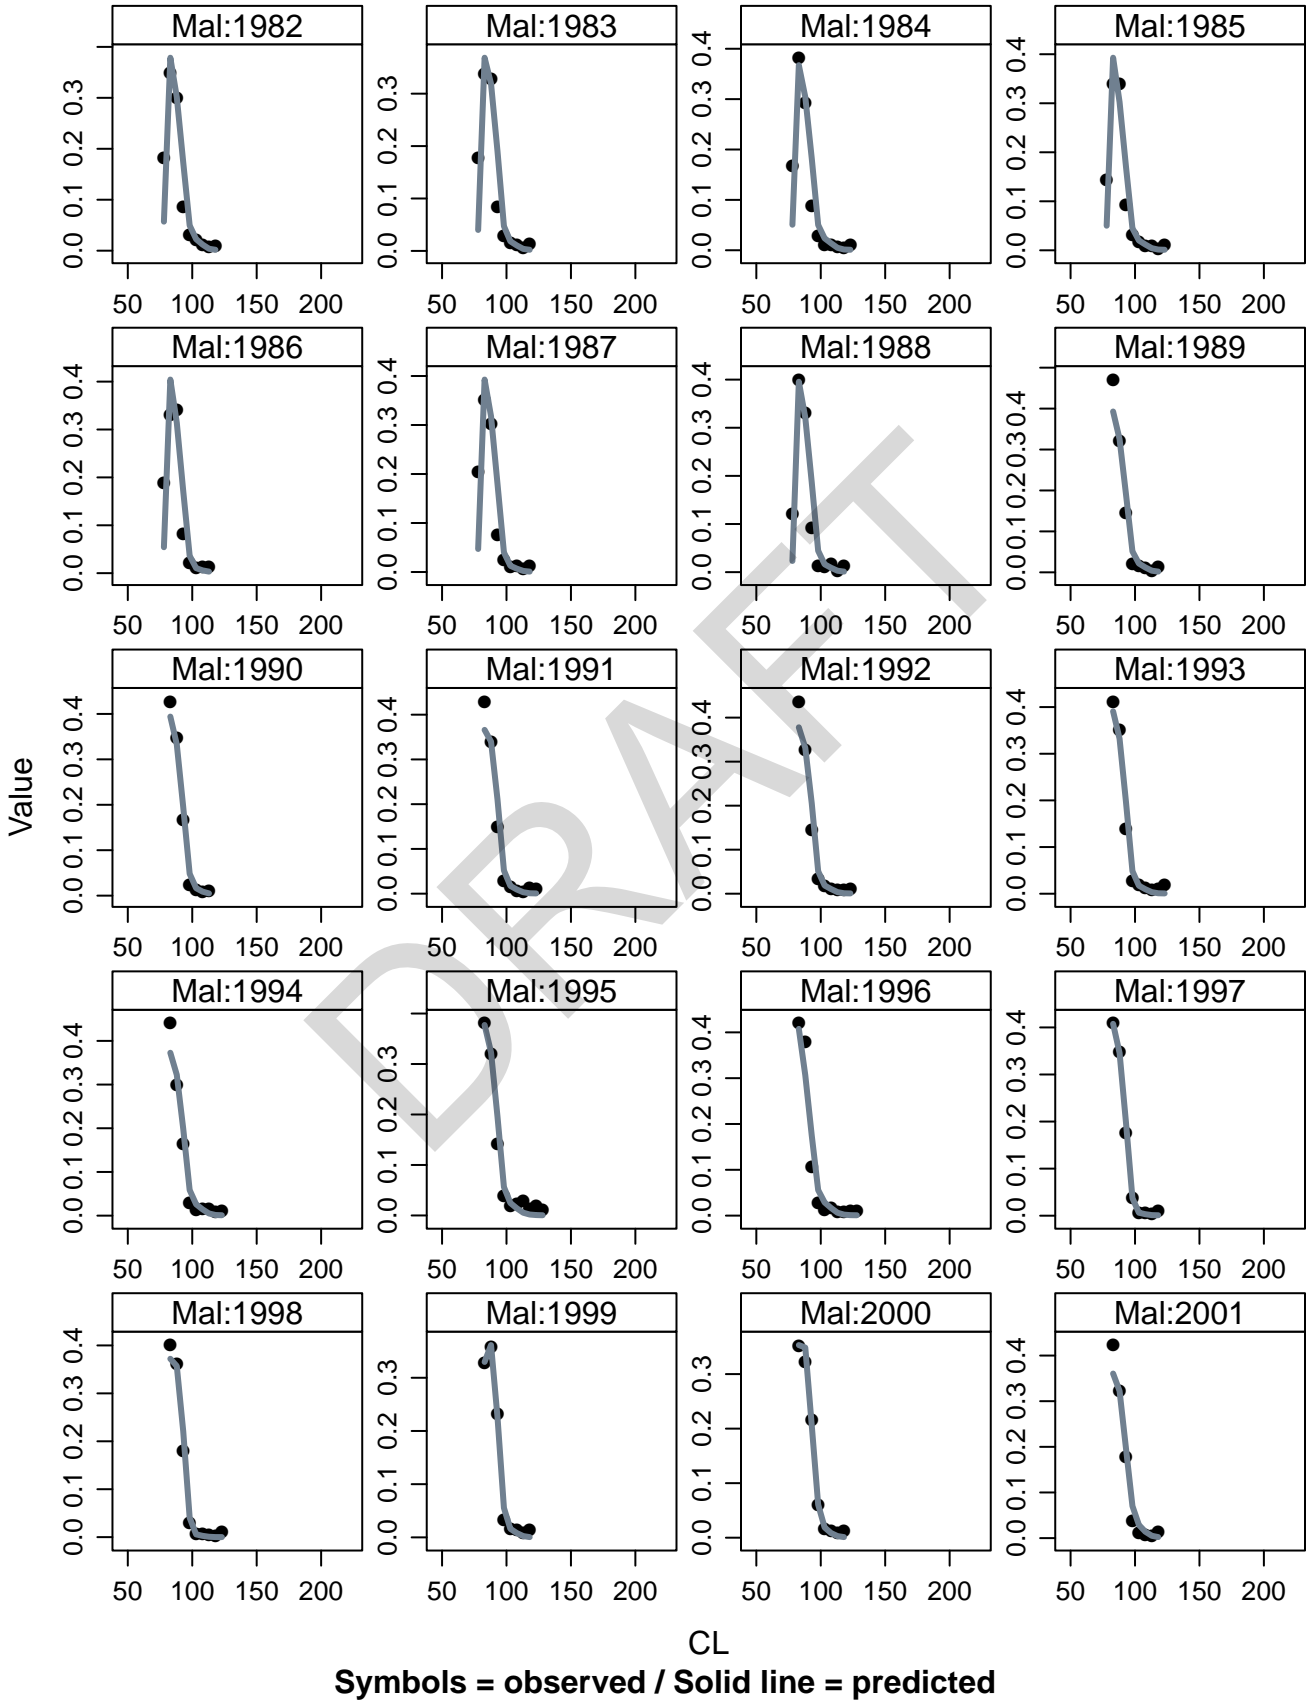 Mal:1982 Mal:1983 Mal:1984 Mal:1985
0.0 0.1 0.2 0.3 0.0 0.1 0.2 0.3 0.0 0.1 0.2 0.3 0.4 0.0 0.1 0.2 0.3 0.4
50 100 150 200 50 100 150 200 50 100 150 200 50 100 150 200
Mal:1986 Mal:1987 Mal:1988 Mal:1989
0.0 0.1 0.2 0.3 0.4 0.0 0.1 0.2 0.3 0.4 0.0 0.1 0.2 0.3 0.4 0.0 0.1 0.2 0.3 0.4
50 100 150 200 50 100 150 200 50 100 150 200 50 100 150 200
Mal:1990 Mal:1991 Mal:1992 Mal:1993
0.0 0.1 0.2 0.3 0.4 0.0 0.1 0.2 0.3 0.4 0.0 0.1 0.2 0.3 0.4 0.0 0.1 0.2 0.3 0.4
50 100 150 200 50 100 150 200 50 100 150 200 50 100 150 200
Mal:1994 Mal:1995 Mal:1996 Mal:1997
0.0 0.1 0.2 0.3 0.4 0.0 0.1 0.2 0.3 0.0 0.1 0.2 0.3 0.4 0.0 0.1 0.2 0.3 0.4
50 100 150 200 50 100 150 200 50 100 150 200 50 100 150 200
Mal:1998 Mal:1999 Mal:2000 Mal:2001
0.0 0.1 0.2 0.3 0.4 0.0 0.1 0.2 0.3 0.0 0.1 0.2 0.3 0.0 0.1 0.2 0.3 0.4
50 100 150 200 50 100 150 200 50 100 150 200 50 100 150 200
Value
DRAFT
CL
Symbols = observed / Solid line = predicted